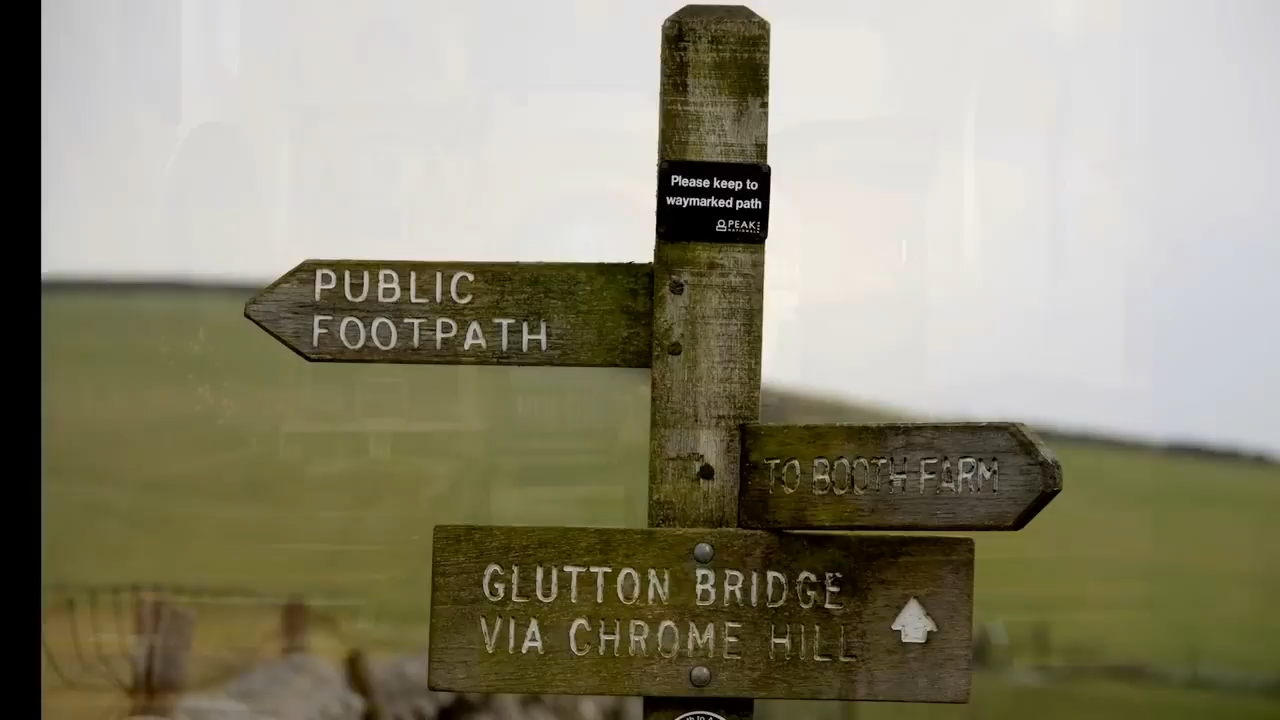 Please keep to
waymarked path
PEAK
PUBLIC
FOOTPATH
TO BOOTH FARM
GLUTTON BRIDGE
VIA CHROME HILL